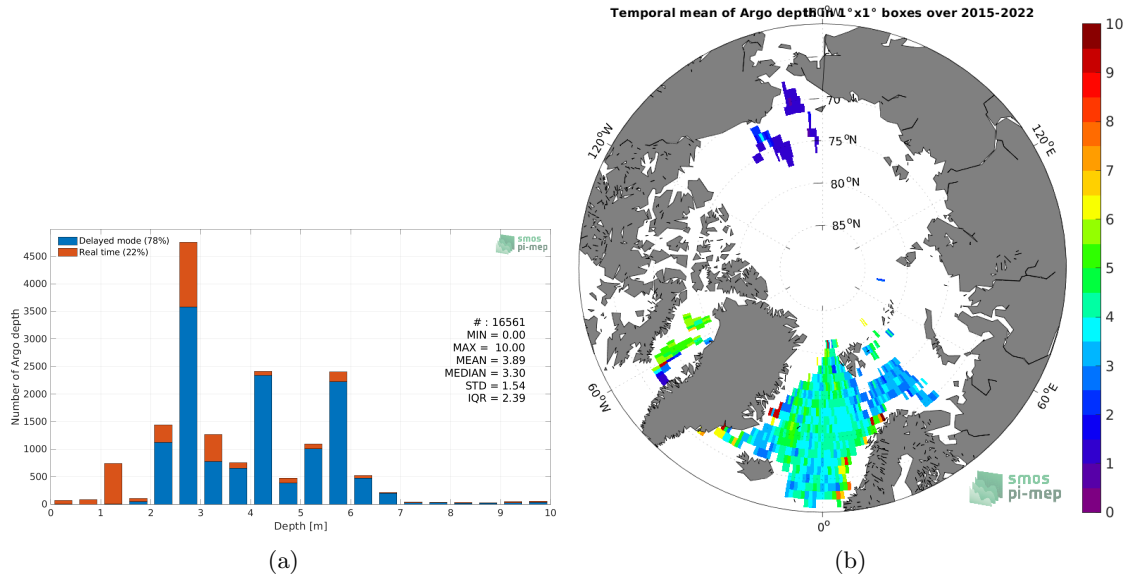 Delayed mode (78%)
Real time (22%)
smos
pi-mep
Number of Argo depth
4500
4000
3500
3000
2500
2000
1500
1000
500
0
# : 16561
MIN = 0.00
MAX = 10.00
MEAN = 3.89
MEDIAN = 3.30
STD = 1.54
IQR = 2.39
0 1 2 3 4 5 6 7 8 9 10
Depth [m]
(a)
Temporal mean of Argo depth in 1°x1° boxes over 2015-2022
180°W
120°W
120°E
70°N
75°N
80°N
85°N
60°W
60°E
0°
smos
pi-mep
10
9
8
7
6
5
4
3
2
1
0
(b)